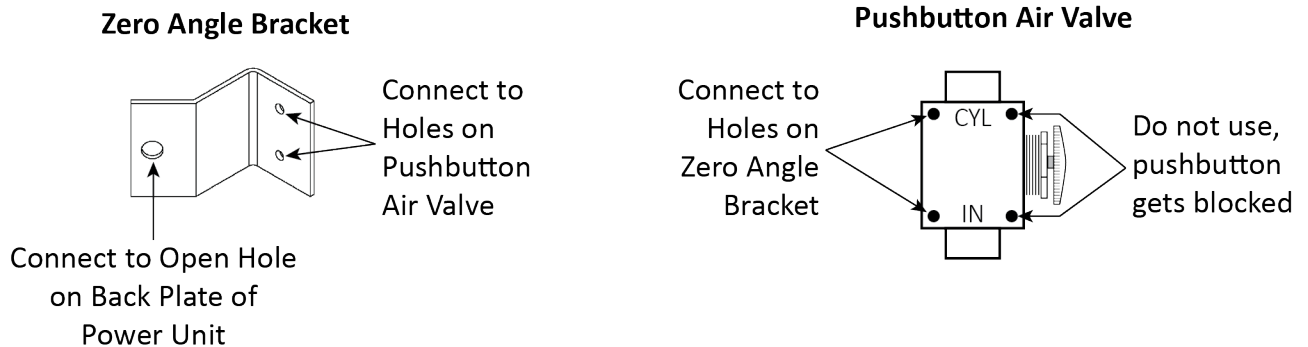 Zero Angle Bracket
Connect to
Holes on
Pushbutton
Air Valve
Connect to Open Hole
on Back Plate of
Power Unit
Pushbutton Air Valve
Connect to
Holes on
Zero Angle
Bracket
CYL
IN
Do not use,
pushbutton
gets blocked